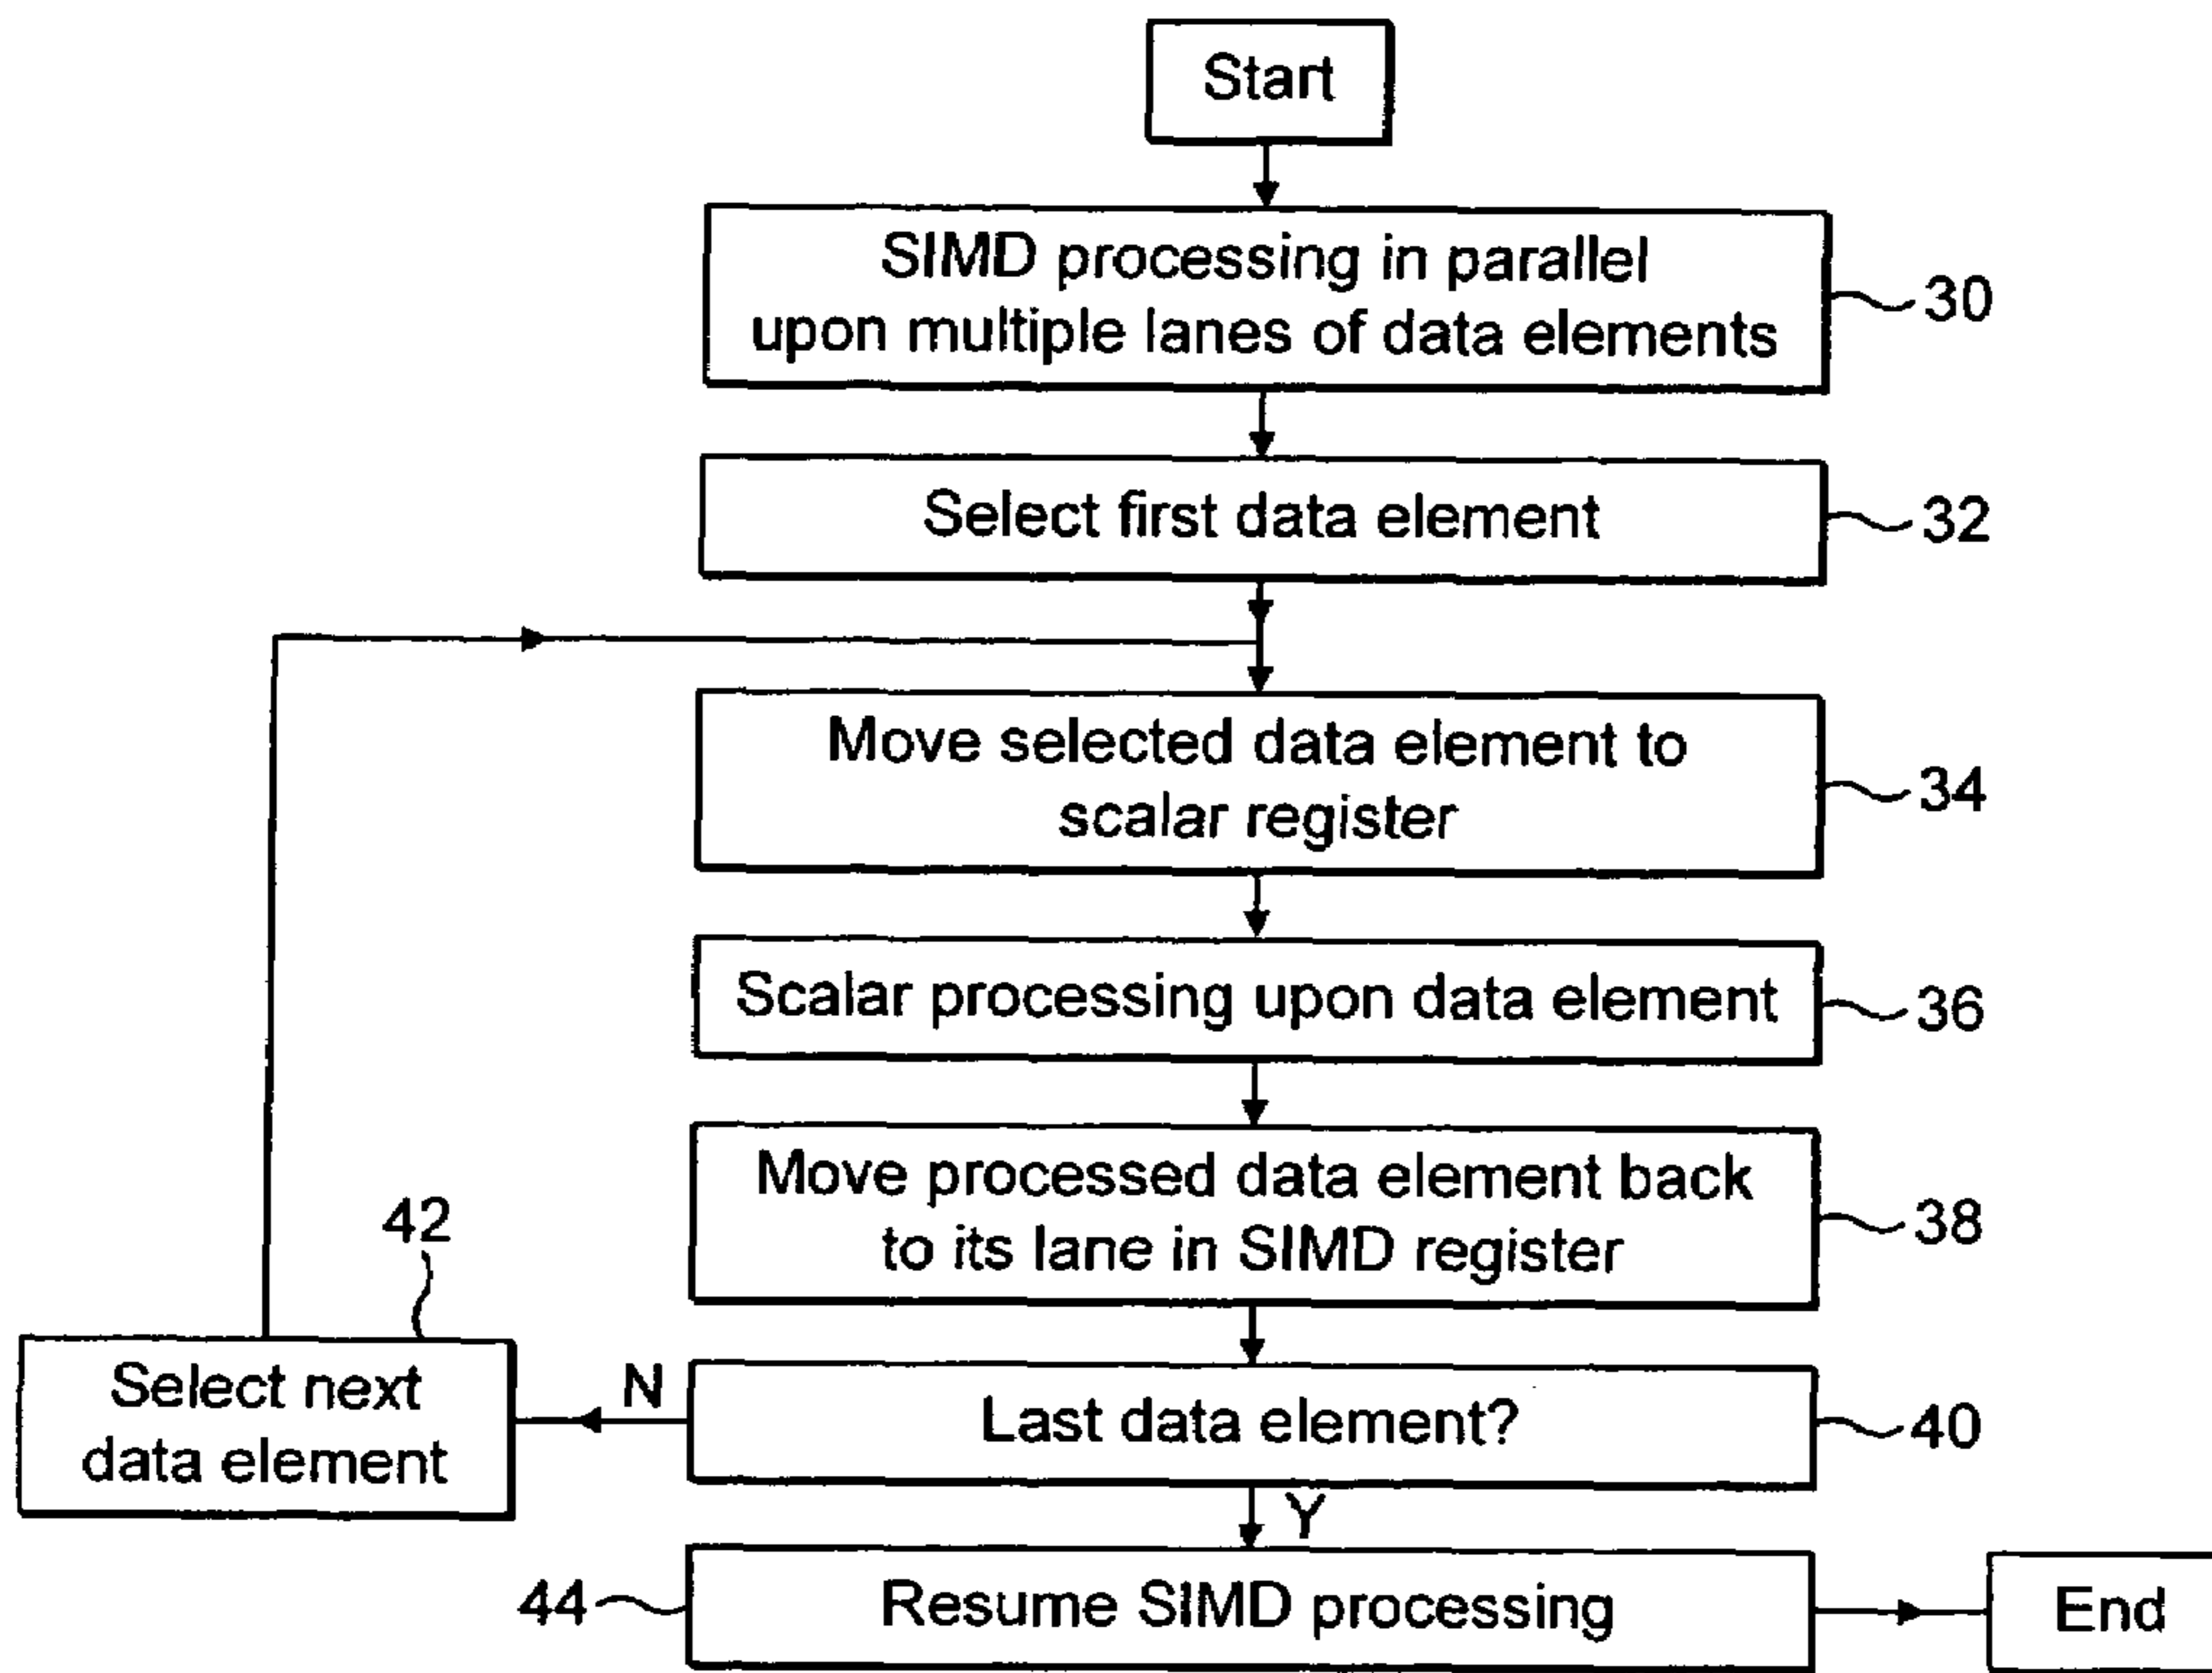 Start
SIMD processing in parallel
upon multiple lanes of data elements
30
Select first data element
32
Move selected data element to
scalar register
34
Scalar processing upon data element
36
Move processed data element back
to its lane in SIMD register
38
42
Select next
data element
N
Last data element?
40
Y
44
Resume SIMD processing
End